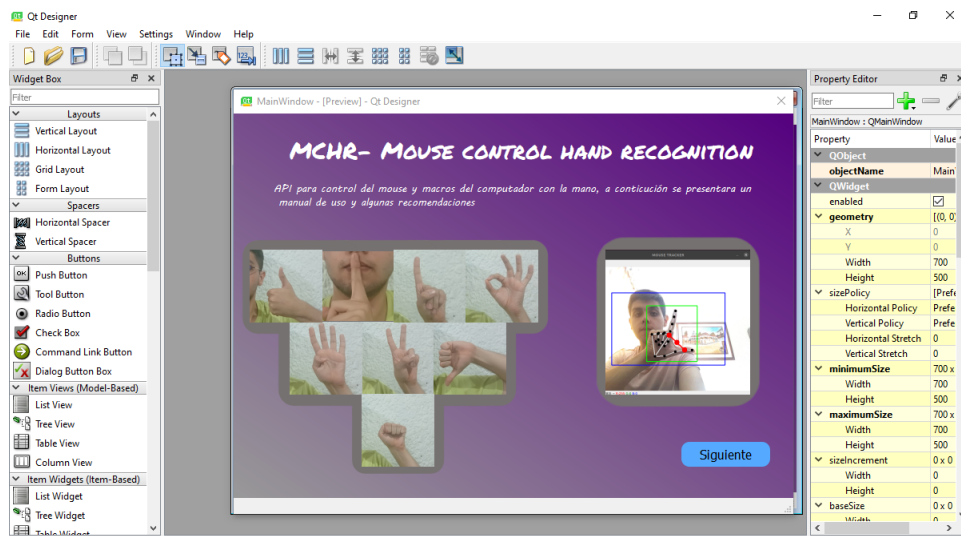 Qt Designer
File Edit Form View Settings Window Help
Widget Box
Filter
Layouts
Vertical Layout
Horizontal Layout
Grid Layout
Form Layout
Spacers
Horizontal Spacer
Vertical Spacer
Buttons
OK Push Button
Tool Button
Radio Button
Check Box
Command Link Button
Dialog Button Box
Item Views (Model-Based)
List View
Tree View
Table View
Column View
Item Widgets (Item-Based)
List Widget
Tree Widget
Table Widget
MainWindow - [Preview] - Qt Designer
MCHR- Mouse control hand recognition
API para control del mouse y macros del computador con la mano, a conticución se presentara un
manual de uso y algunas recomendaciones
MOUSE TRACKER
Siguiente
Property Editor
Filter
MainWindow : QMainWindow
Property Value
QObject
objectName Main
QWidget
enabled
geometry [(0, 0)
X 0
Y 0
Width 700
Height 500
sizePolicy [Prefe
Horizontal Policy Prefe
Vertical Policy Prefe
Horizontal Stretch 0
Vertical Stretch 0
minimumSize 700 x
Width 700
Height 500
maximumSize 700 x
Width 700
Height 500
sizeIncrement 0 x 0
Width 0
Height 0
baseSize 0 x 0
Width 0